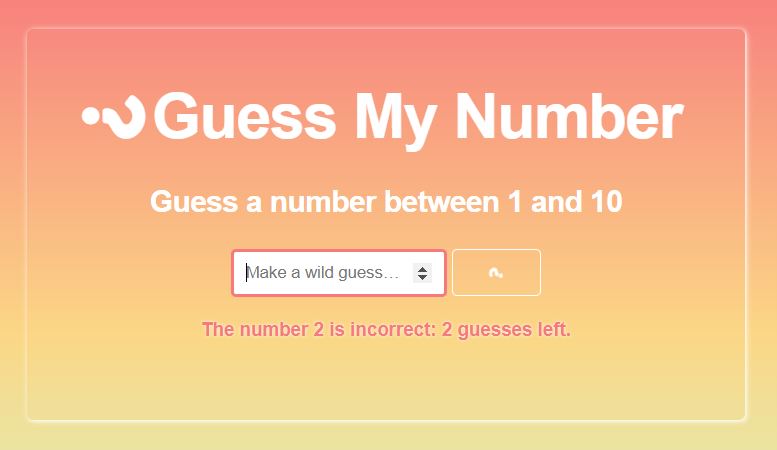 Guess My Number
Guess a number between 1 and 10
Make a wild guess…
The number 2 is incorrect: 2 guesses left.